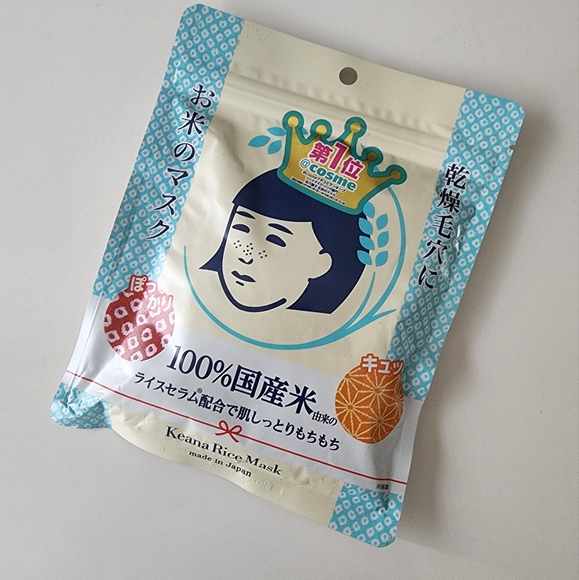 お米のマスク
乾燥毛穴に
第1位
@cosme
ぽっかり
キュッ
100%国産米由来の
ライスセラム®配合で肌しっとりもちもち
Keana Rice Mask
made in Japan